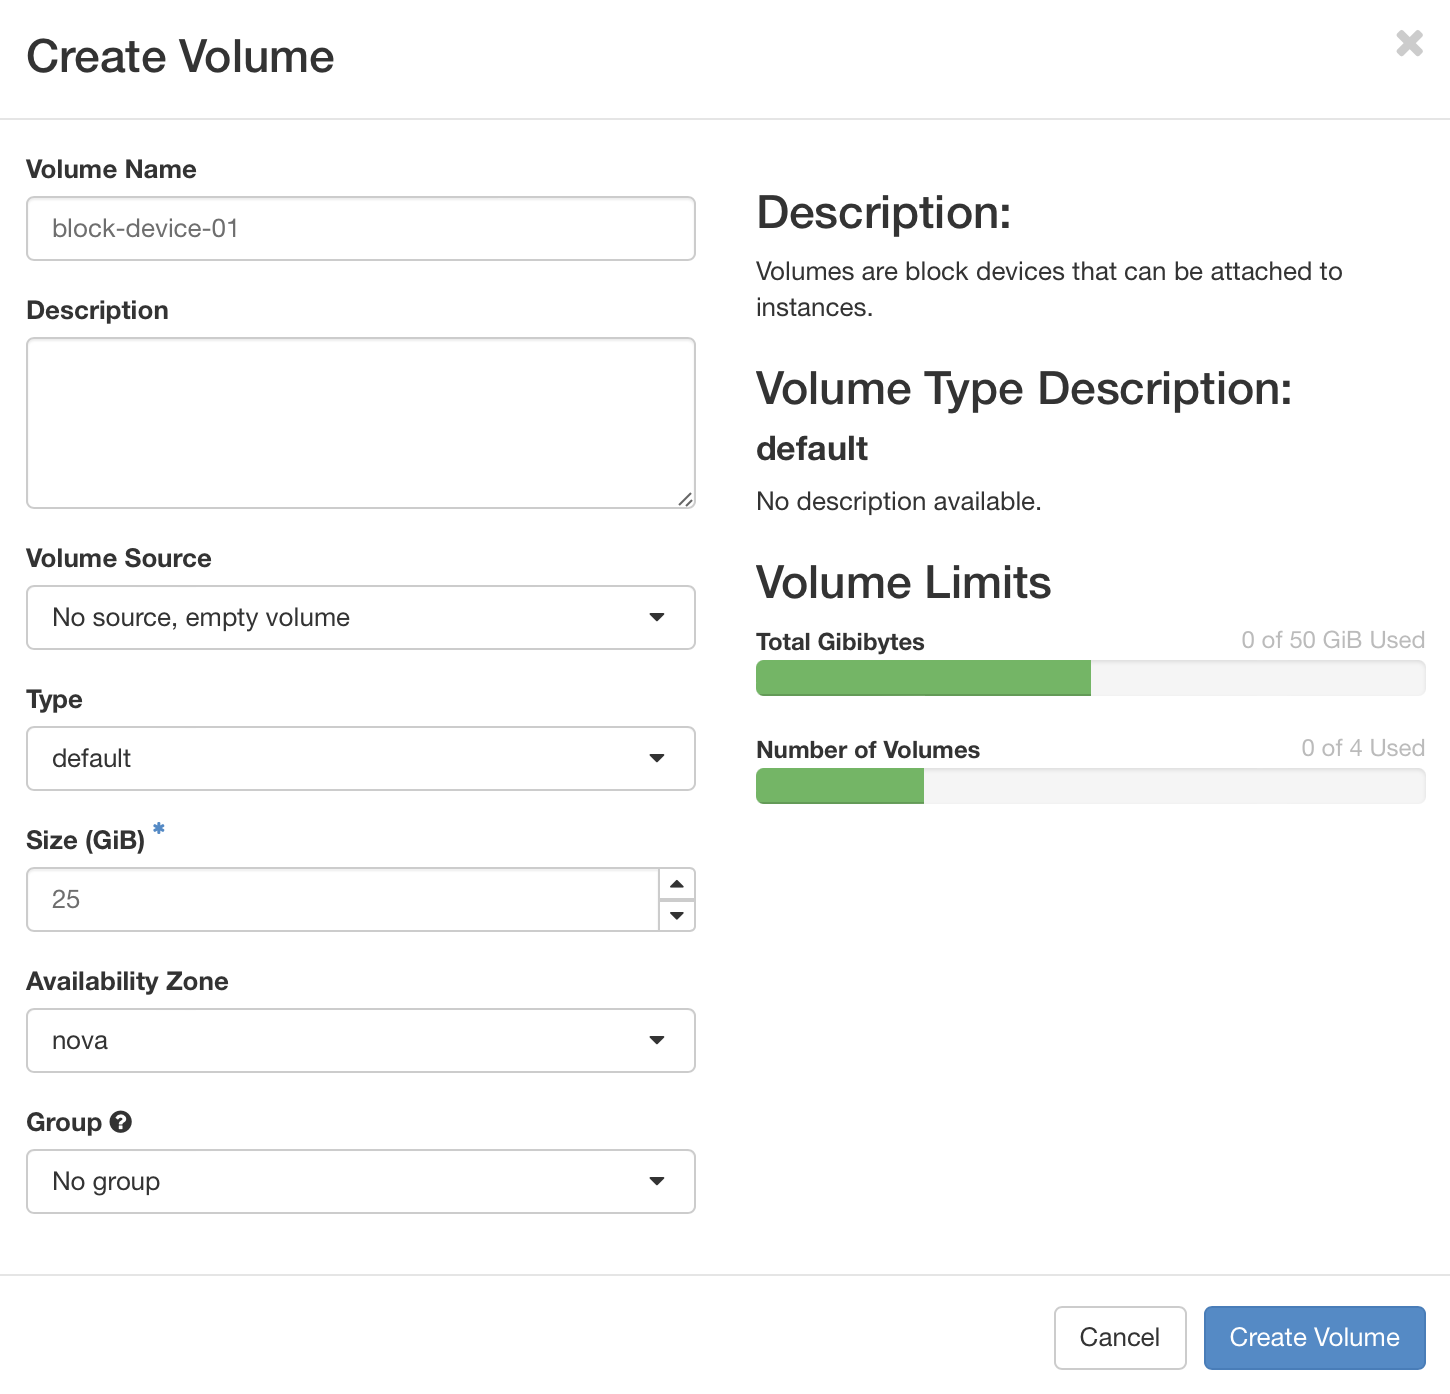 Create Volume
Volume Name
block-device-01
Description
Volume Source
No source, empty volume
Type
default
Size (GiB) *
25
Availability Zone
nova
Group
No group
Description:
Volumes are block devices that can be attached to
instances.
Volume Type Description:
default
No description available.
Volume Limits
Total Gibibytes
0 of 50 GiB Used
Number of Volumes
0 of 4 Used
Cancel
Create Volume